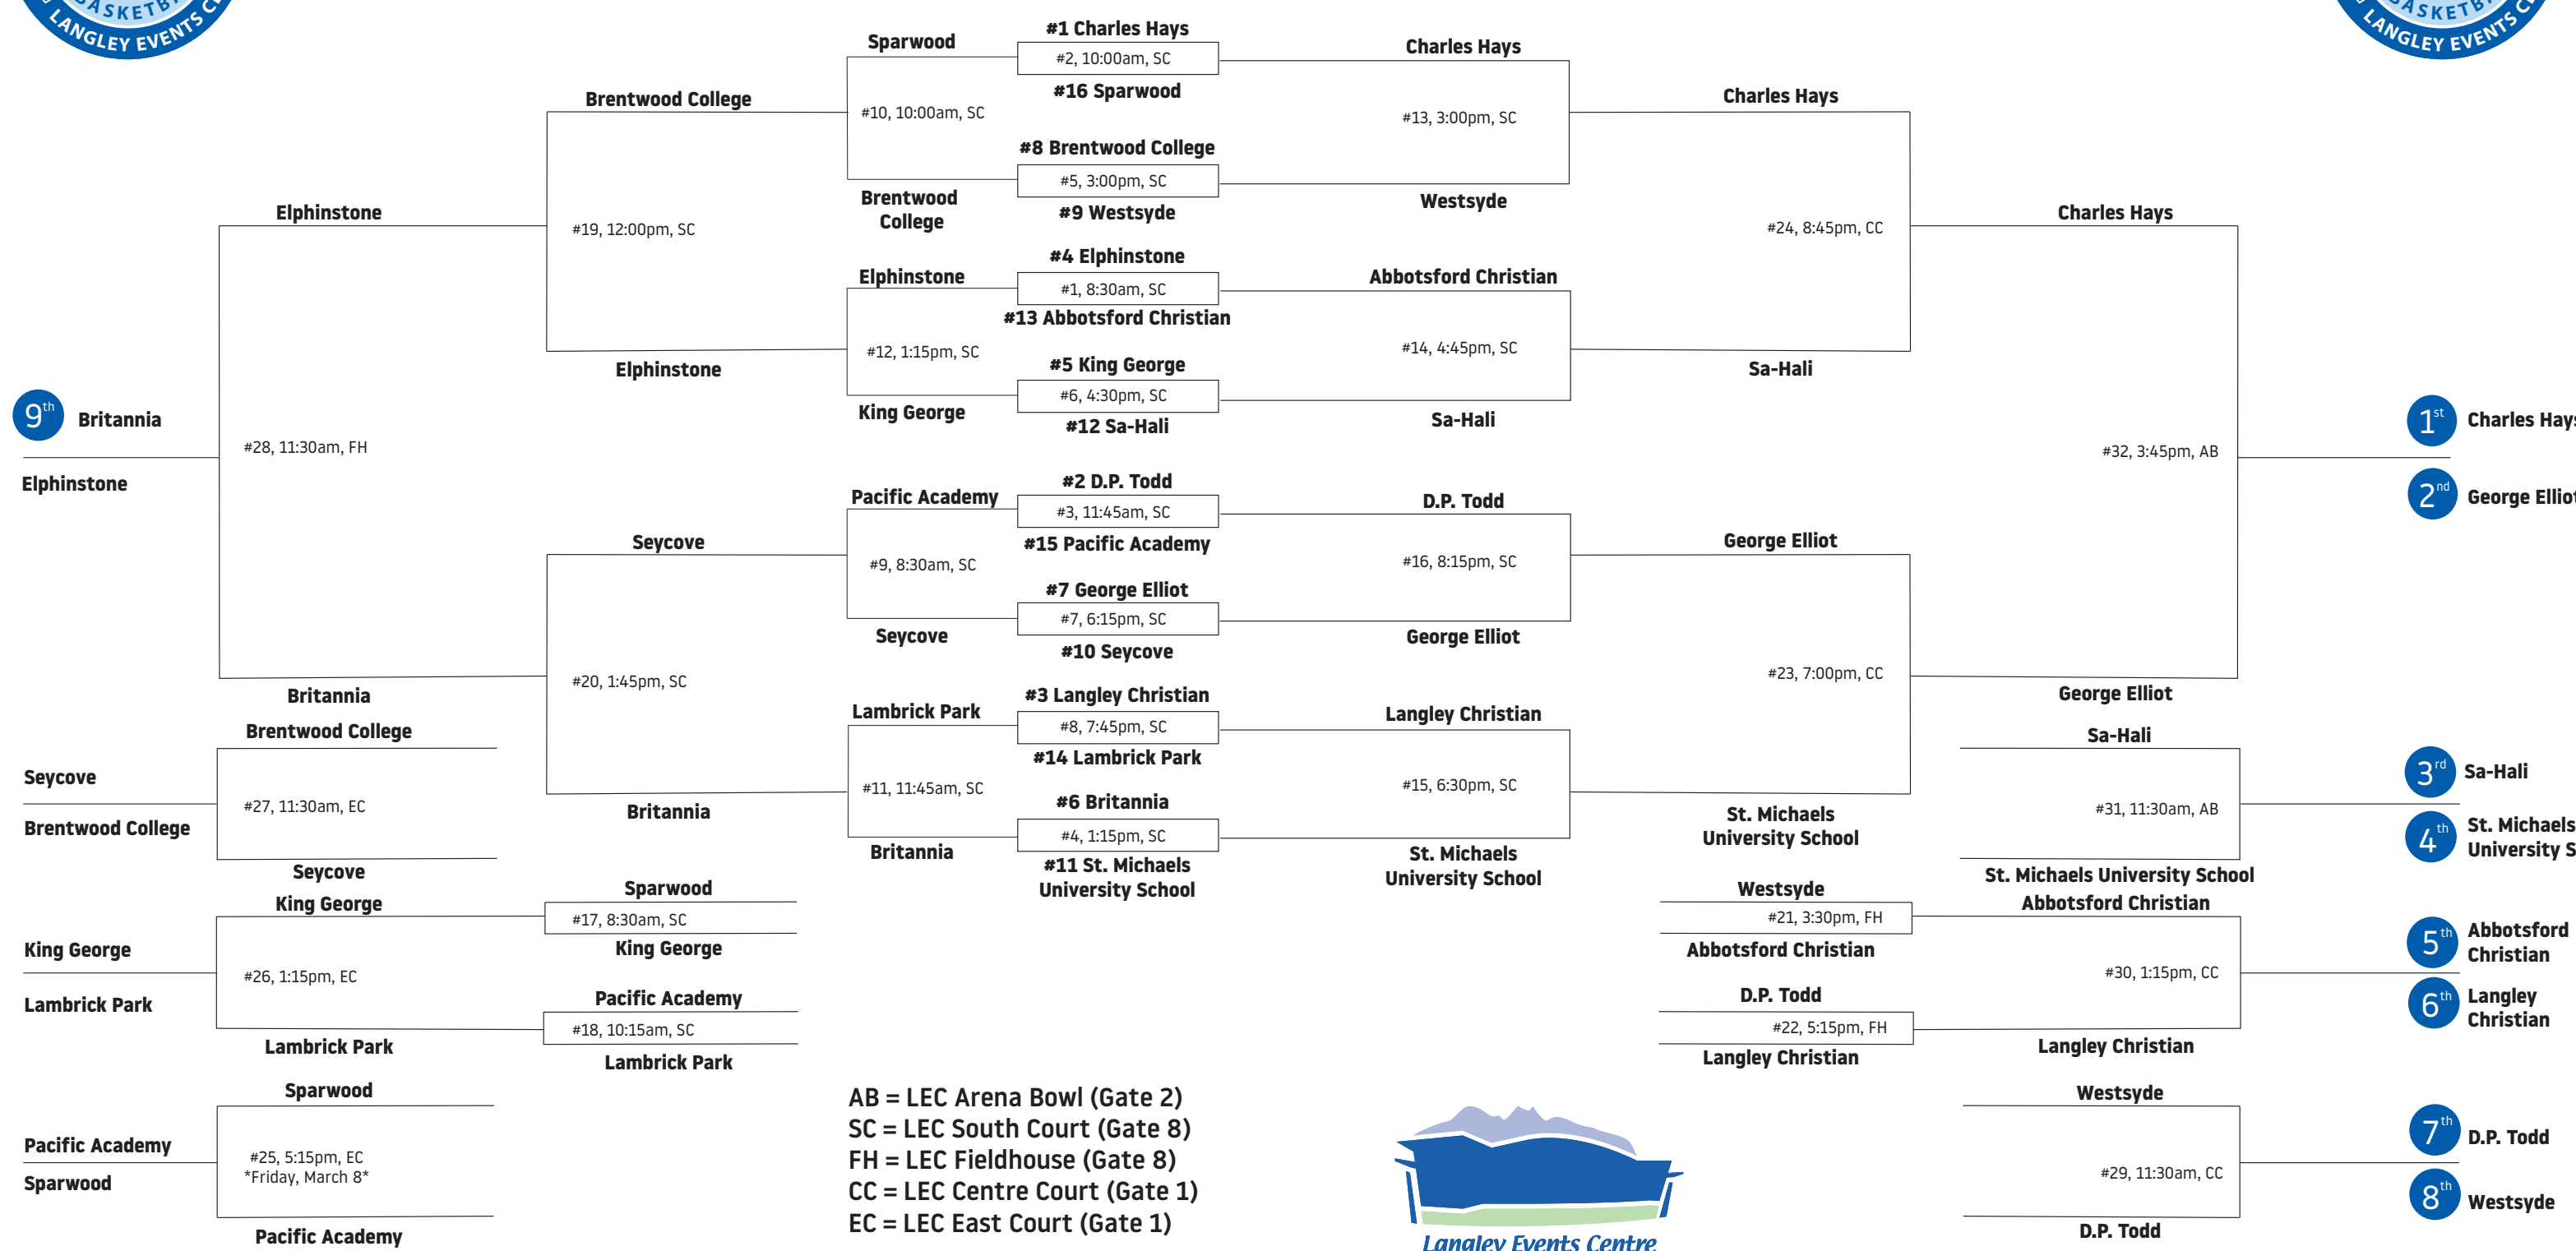 BASKETB
LANGLEY EVENTS C
BASKETB
LANGLEY EVENTS C
9th Britannia
Elphinstone
Elphinstone
#28, 11:30am, FH
Britannia
Brentwood College
Seycove
Brentwood College
#27, 11:30am, EC
Seycove
King George
King George
Lambrick Park
#26, 1:15pm, EC
Lambrick Park
Sparwood
Pacific Academy
Sparwood
#25, 5:15pm, EC
*Friday, March 8*
Pacific Academy
Brentwood College
#19, 12:00pm, SC
Elphinstone
Seycove
#20, 1:45pm, SC
Britannia
Sparwood
#17, 8:30am, SC
King George
Pacific Academy
#18, 10:15am, SC
Lambrick Park
Sparwood
#10, 10:00am, SC
Brentwood
College
Elphinstone
#12, 1:15pm, SC
King George
Pacific Academy
#9, 8:30am, SC
Seycove
Lambrick Park
#11, 11:45am, SC
Britannia
#1 Charles Hays
#2, 10:00am, SC
#16 Sparwood
#8 Brentwood College
#5, 3:00pm, SC
#9 Westsyde
#4 Elphinstone
#1, 8:30am, SC
#13 Abbotsford Christian
#5 King George
#6, 4:30pm, SC
#12 Sa-Hali
#2 D.P. Todd
#3, 11:45am, SC
#15 Pacific Academy
#7 George Elliot
#7, 6:15pm, SC
#10 Seycove
#3 Langley Christian
#8, 7:45pm, SC
#14 Lambrick Park
#6 Britannia
#4, 1:15pm, SC
#11 St. Michaels
University School
Charles Hays
#13, 3:00pm, SC
Westsyde
Abbotsford Christian
#14, 4:45pm, SC
Sa-Hali
D.P. Todd
#16, 8:15pm, SC
George Elliot
Langley Christian
#15, 6:30pm, SC
St. Michaels
University School
Charles Hays
#24, 8:45pm, CC
Sa-Hali
George Elliot
#23, 7:00pm, CC
St. Michaels
University School
Westsyde
#21, 3:30pm, FH
Abbotsford Christian
D.P. Todd
#22, 5:15pm, FH
Langley Christian
Charles Hays
#32, 3:45pm, AB
George Elliot
Sa-Hali
#31, 11:30am, AB
St. Michaels University School
Abbotsford Christian
#30, 1:15pm, CC
Langley Christian
Westsyde
#29, 11:30am, CC
D.P. Todd
1st Charles Hays
2nd George Elliot
3rd Sa-Hali
4th St. Michaels
University S
5th Abbotsford
Christian
6th Langley
Christian
7th D.P. Todd
8th Westsyde
AB = LEC Arena Bowl (Gate 2)
SC = LEC South Court (Gate 8)
FH = LEC Fieldhouse (Gate 8)
CC = LEC Centre Court (Gate 1)
EC = LEC East Court (Gate 1)
Langley Events Centre